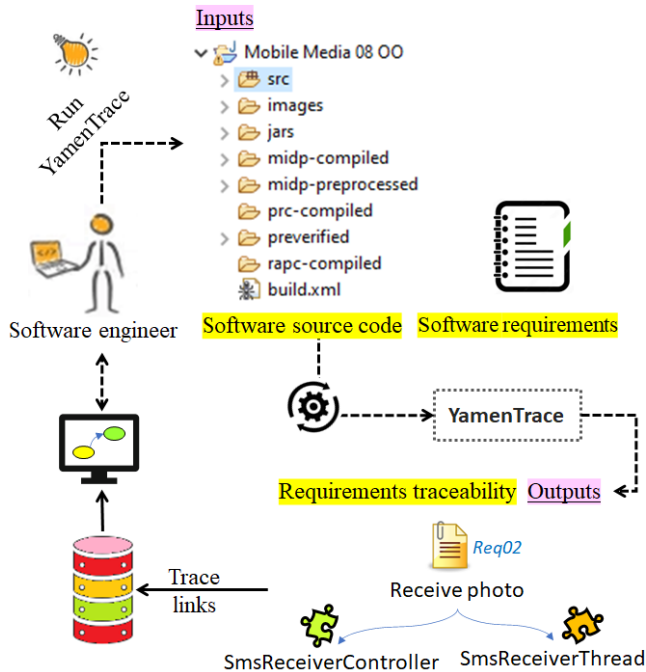 Inputs
Mobile Media 08 OO
src
images
jars
midp-compiled
midp-preprocessed
prc-compiled
preverified
rapc-compiled
build.xml
Run
YamenTrace
Software engineer
Software source code
Software requirements
YamenTrace
Requirements traceability Outputs
Req02
Receive photo
Trace
links
SmsReceiverController
SmsReceiverThread